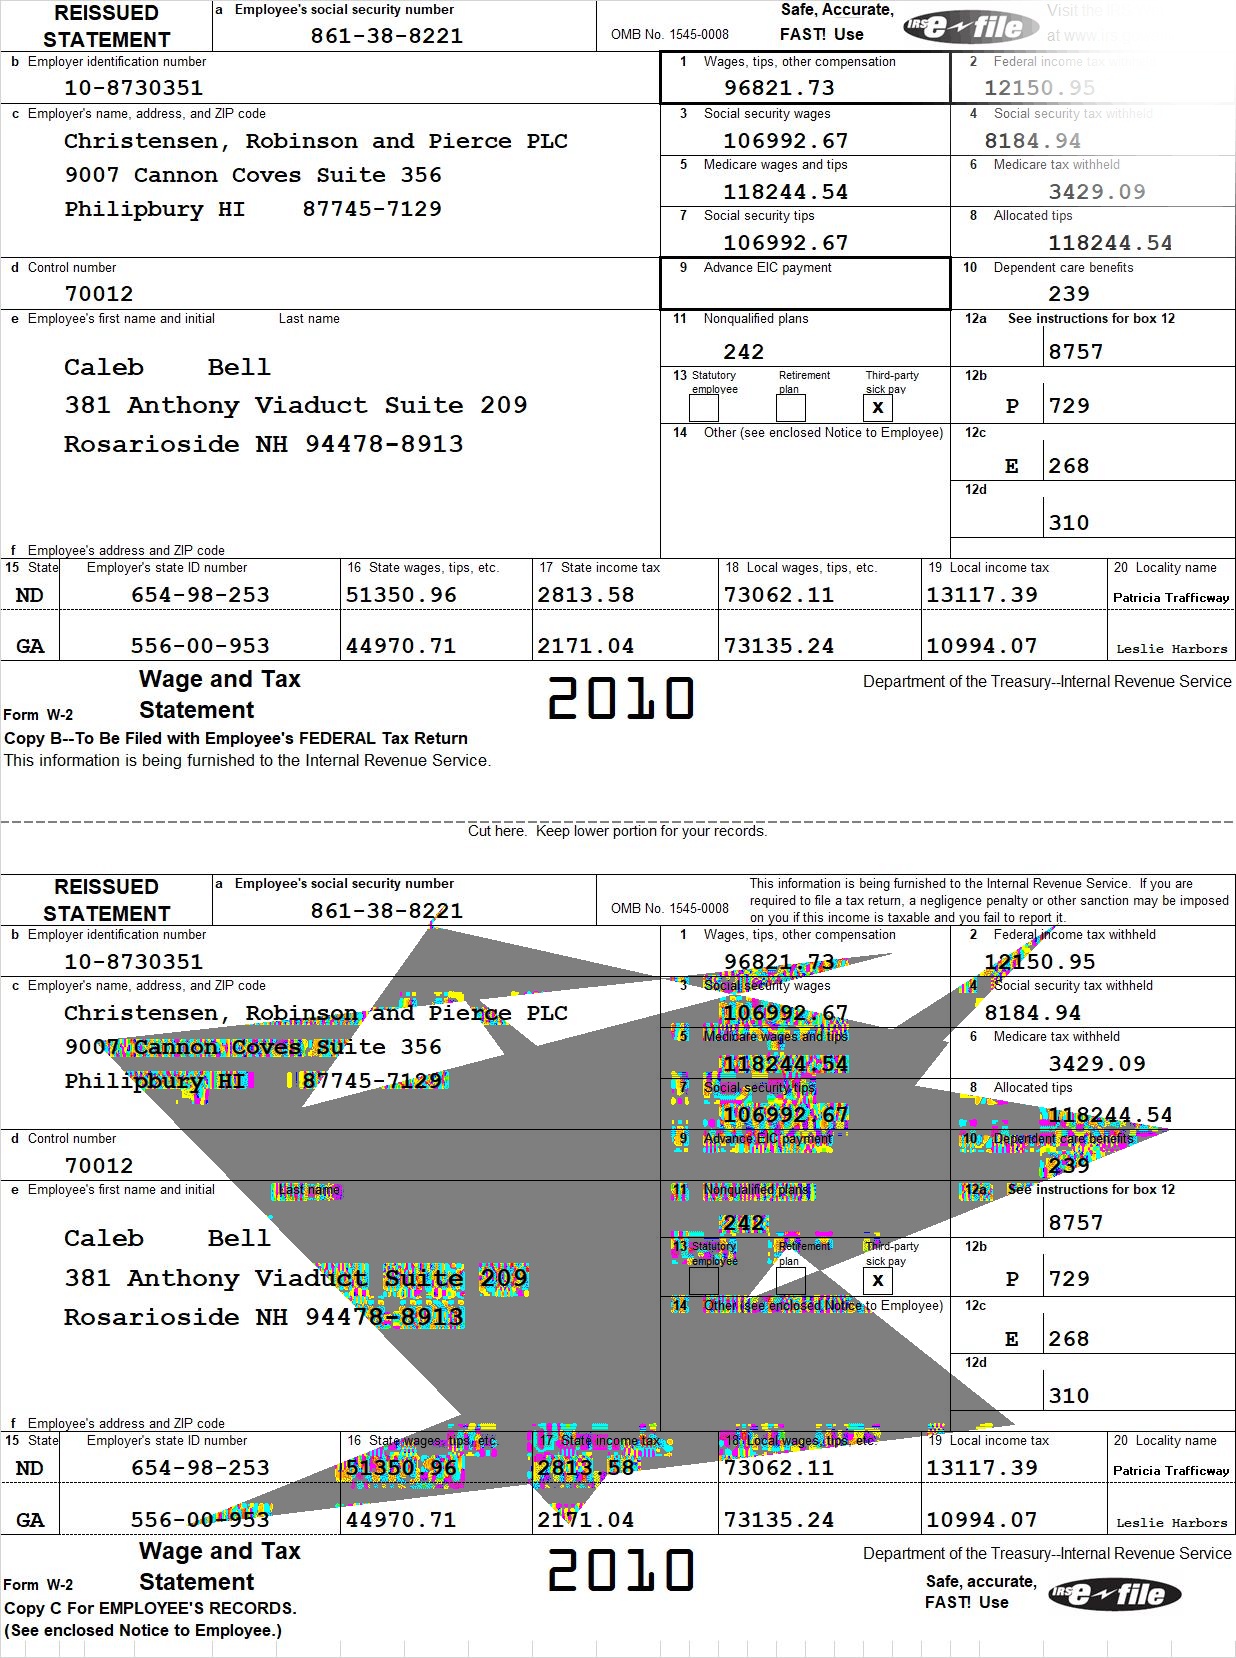 REISSUED STATEMENT
a Employee's social security number
861-38-8221
OMB No. 1545-0008
Safe, Accurate, FAST! Use
IRS e-file
Visit the
at www.irs.g
b Employer identification number
10-8730351
1 Wages, tips, other compensation
96821.73
2 Federal income tax withheld
12150.95
c Employer's name, address, and ZIP code
Christensen, Robinson and Pierce PLC
9007 Cannon Coves Suite 356
Philipbury HI 87745-7129
3 Social security wages
106992.67
4 Social security tax withheld
8184.94
5 Medicare wages and tips
118244.54
6 Medicare tax withheld
3429.09
7 Social security tips
106992.67
8 Allocated tips
118244.54
d Control number
70012
9 Advance EIC payment
10 Dependent care benefits
239
e Employee's first name and initial Last name
Caleb Bell
381 Anthony Viaduct Suite 209
Rosarioside NH 94478-8913
11 Nonqualified plans
242
12a See instructions for box 12
8757
13 Statutory employee Retirement plan Third-party sick pay
X
12b
P 729
14 Other (see enclosed Notice to Employee)
12c
E 268
12d
310
f Employee's address and ZIP code
15 State Employer's state ID number 16 State wages, tips, etc. 17 State income tax 18 Local wages, tips, etc. 19 Local income tax 20 Locality name
ND 654-98-253 51350.96 2813.58 73062.11 13117.39 Patricia Trafficway
GA 556-00-953 44970.71 2171.04 73135.24 10994.07 Leslie Harbors
Form W-2 Wage and Tax Statement
2010
Department of the Treasury--Internal Revenue Service
Copy B--To Be Filed with Employee's FEDERAL Tax Return
This information is being furnished to the Internal Revenue Service.
Cut here. Keep lower portion for your records.
REISSUED STATEMENT
a Employee's social security number
861-38-8221
OMB No. 1545-0008
This information is being furnished to the Internal Revenue Service. If you are
required to file a tax return, a negligence penalty or other sanction may be imposed
on you if this income is taxable and you fail to report it.
b Employer identification number
10-8730351
1 Wages, tips, other compensation
96821.73
2 Federal income tax withheld
12150.95
c Employer's name, address, and ZIP code
Christensen, Robinson and Pierce PLC
9007 Cannon Coves Suite 356
Philipbury HI 87745-7129
3 Social security wages
106992.67
4 Social security tax withheld
8184.94
5 Medicare wages and tips
118244.54
6 Medicare tax withheld
3429.09
7 Social security tips
106992.67
8 Allocated tips
118244.54
d Control number
70012
9 Advance EIC payment
10 Dependent care benefits
239
e Employee's first name and initial Last name
Caleb Bell
381 Anthony Viaduct Suite 209
Rosarioside NH 94478-8913
11 Nonqualified plans
242
12a See instructions for box 12
8757
13 Statutory employee Retirement plan Third-party sick pay
X
12b
P 729
14 Other (see enclosed Notice to Employee)
12c
E 268
12d
310
f Employee's address and ZIP code
15 State Employer's state ID number 16 State wages, tips, etc. 17 State income tax 18 Local wages, tips, etc. 19 Local income tax 20 Locality name
ND 654-98-253 51350.96 2813.58 73062.11 13117.39 Patricia Trafficway
GA 556-00-953 44970.71 2171.04 73135.24 10994.07 Leslie Harbors
Form W-2 Wage and Tax Statement
2010
Department of the Treasury--Internal Revenue Service
Safe, accurate, FAST! Use
IRS e-file
Copy C For EMPLOYEE'S RECORDS.
(See enclosed Notice to Employee.)